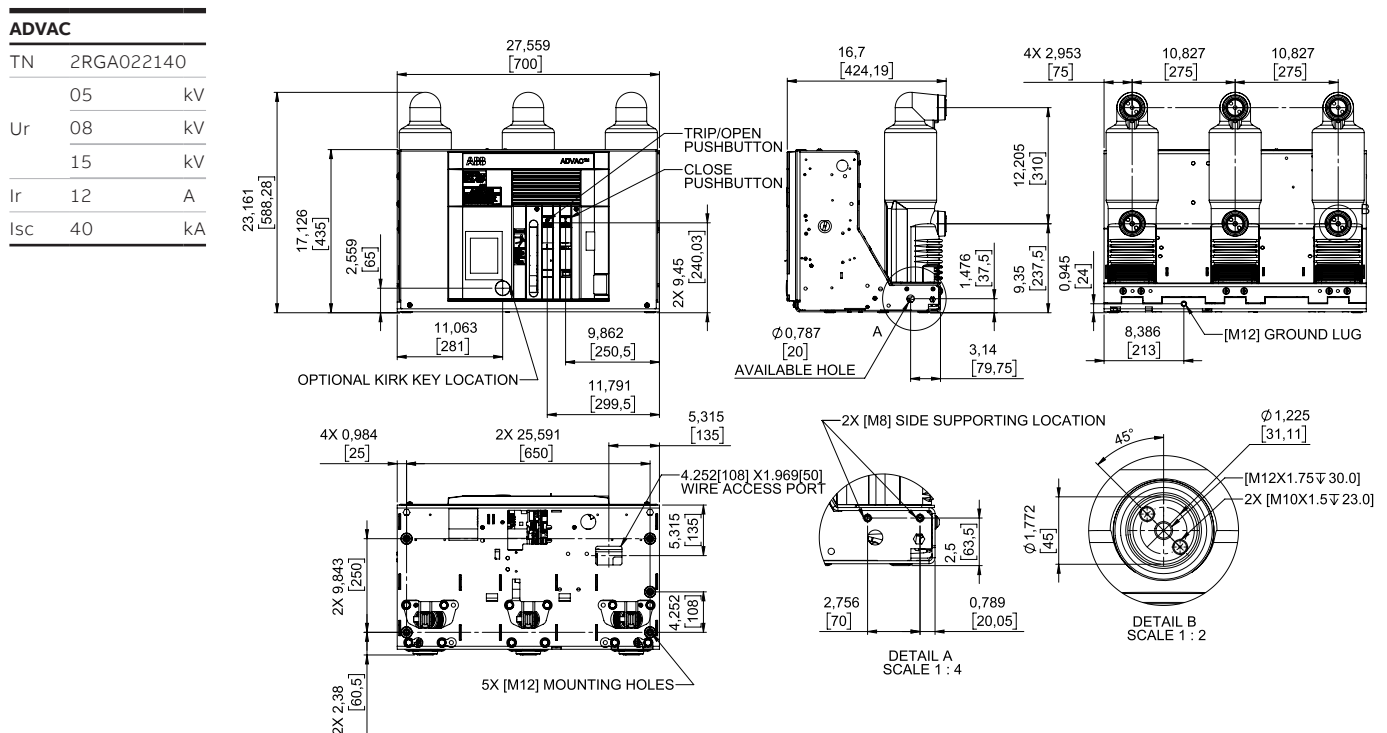 ADVAC
TN 2RGA022140
Ur
05 kV
08 kV
15 kV
Ir 12 A
Isc 40 kA
27,559
[700]
23,161
[588,28]
17,126
[435]
2,559
[65]
ABB
ADVAC™
TRIP/OPEN
PUSHBUTTON
CLOSE
PUSHBUTTON
2X 9,45
[240,03]
11,063
[281]
9,862
[250,5]
11,791
[299,5]
OPTIONAL KIRK KEY LOCATION
16,7
[424,19]
12,205
[310]
1,476
[37,5]
9,35
[237,5]
Ø 0,787
[20]
AVAILABLE HOLE
A
3,14
[79,75]
4X 2,953
[75]
10,827
[275]
10,827
[275]
0,945
[24]
8,386
[213]
[M12] GROUND LUG
4X 0,984
[25]
2X 25,591
[650]
5,315
[135]
4.252[108] X1.969[50]
WIRE ACCESS PORT
5,315
[135]
2X 9,843
[250]
4,252
[108]
2X 2,38
[60,5]
5X [M12] MOUNTING HOLES
2X [M8] SIDE SUPPORTING LOCATION
2,5
[63,5]
2,756
[70]
0,789
[20,05]
DETAIL A
SCALE 1 : 4
45°
Ø 1,225
[31,11]
[M12X1.75↧30.0]
2X [M10X1.5↧23.0]
Ø 1,772
[45]
DETAIL B
SCALE 1 : 2